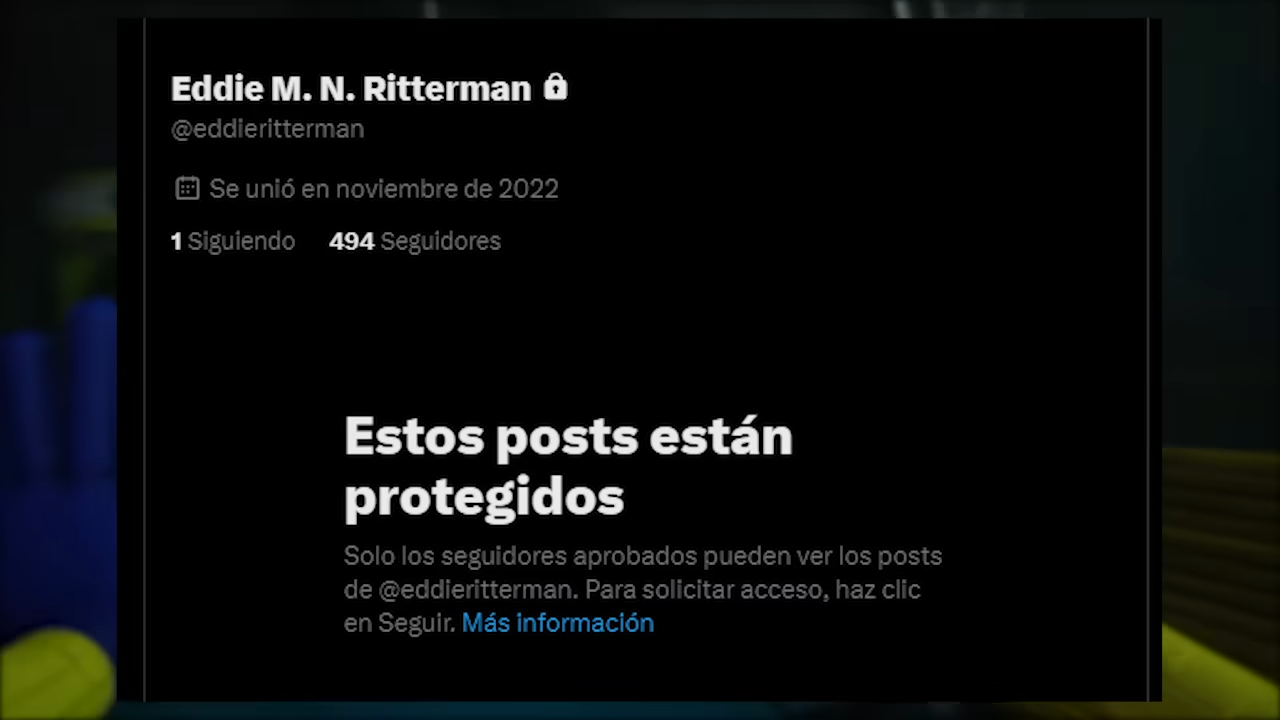 Eddie M. N. Ritterman
@eddieritterman
Se unió en noviembre de 2022
1 Siguiendo 494 Seguidores
Estos posts están
protegidos
Solo los seguidores aprobados pueden ver los posts
de @eddieritterman. Para solicitar acceso, haz clic
en Seguir. Más información